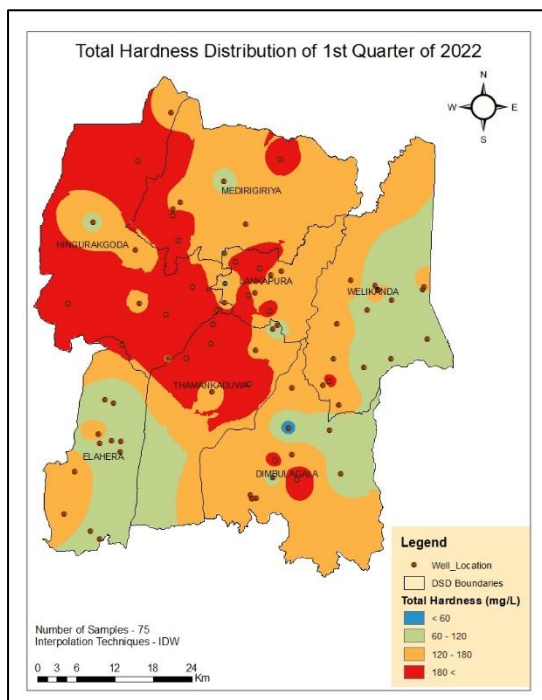 Total Hardness Distribution of 1st Quarter of 2022
N
W E
S
MEDIRIGIRIYA
HINGURAKGODA
LANKAPURA
WELIKANDA
THAMANKADUWA
ELAHERA
DIMBULAGALA
Legend
Well_Location
DSD Boundaries
Total Hardness (mg/L)
< 60
60 - 120
120 - 180
180 <
Number of Samples - 75
Interpolation Techniques - IDW
0 3 6 12 18 24
Km